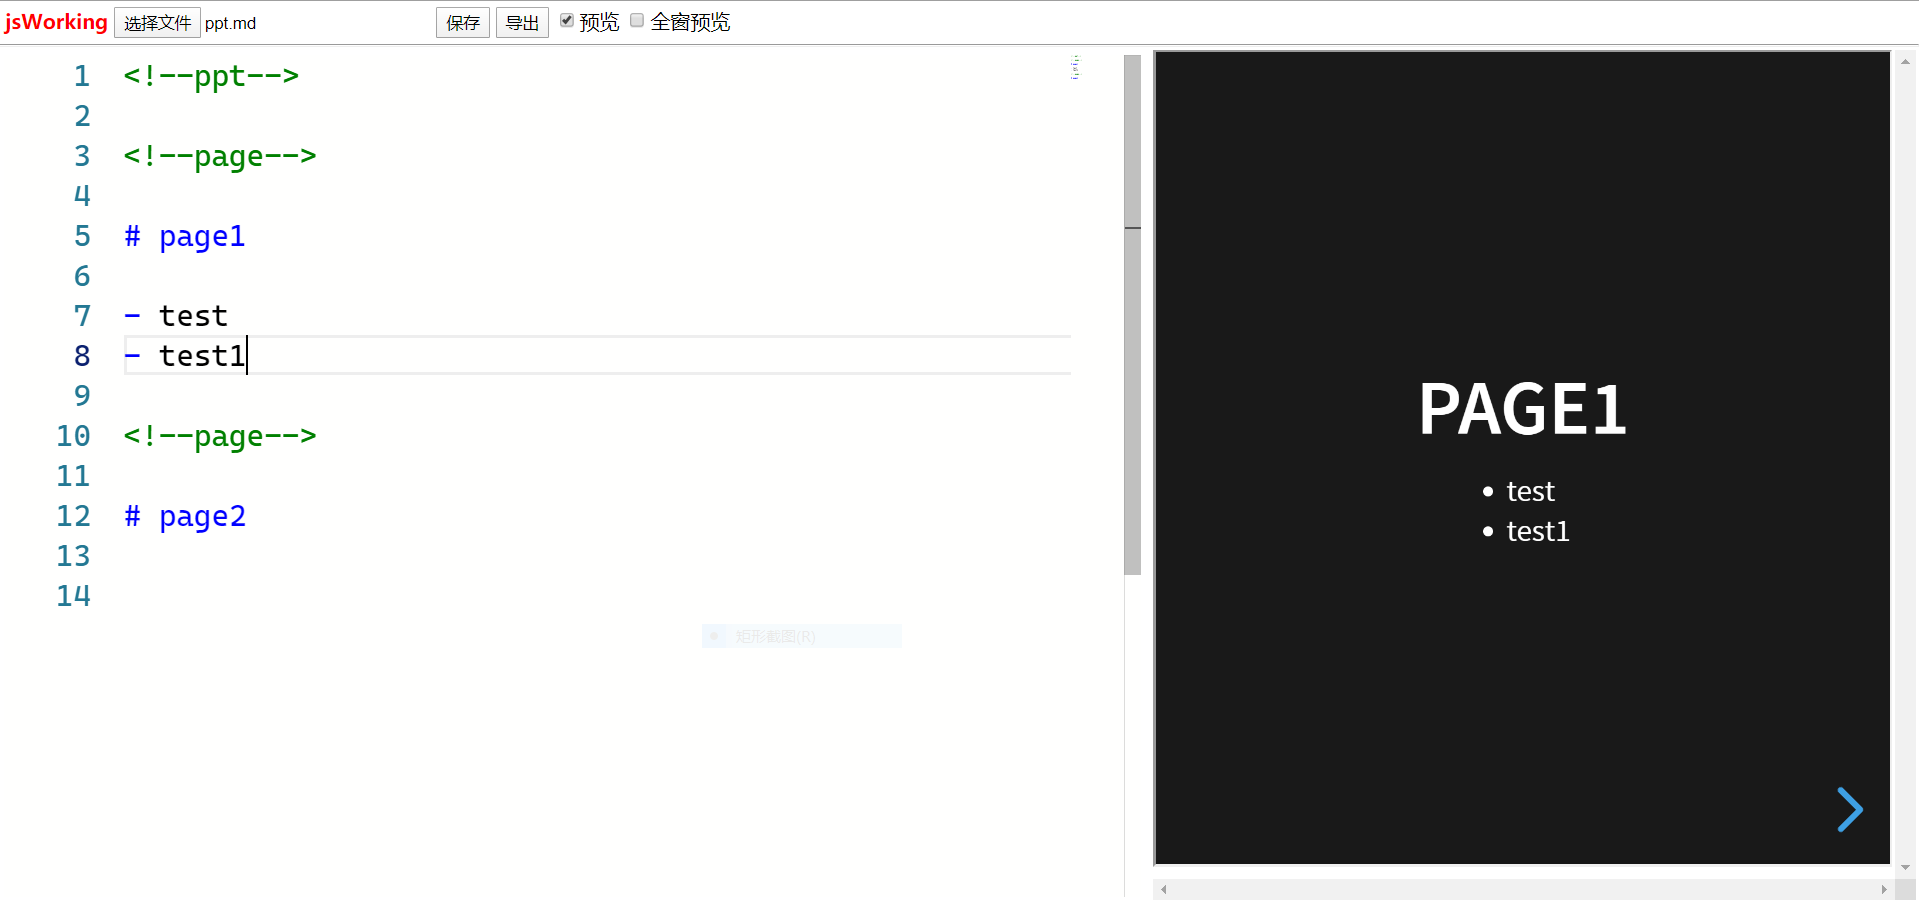 jsWorking 选择文件 ppt.md 保存 导出 预览 全窗预览
1 <!--ppt-->
2
3 <!--page-->
4
5 # page1
6
7 - test
8 - test1
9
10 <!--page-->
11
12 # page2
13
14
矩形截图(R)
PAGE1
• test
• test1